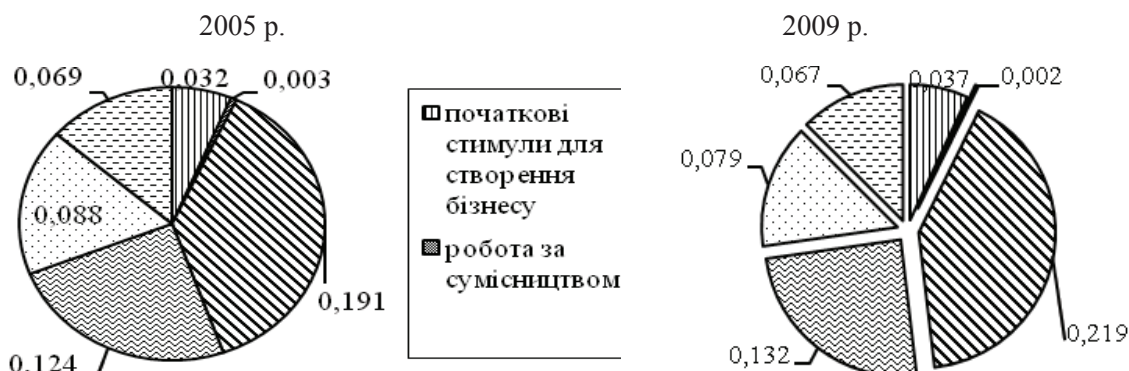 2005 р.
2009 р.
0,069
0,032
0,003
0,088
0,191
0,124
початкові
стимули для
створення
бізнесу
робота за
сумісництвом
0,067
0,037
0,002
0,079
0,219
0,132